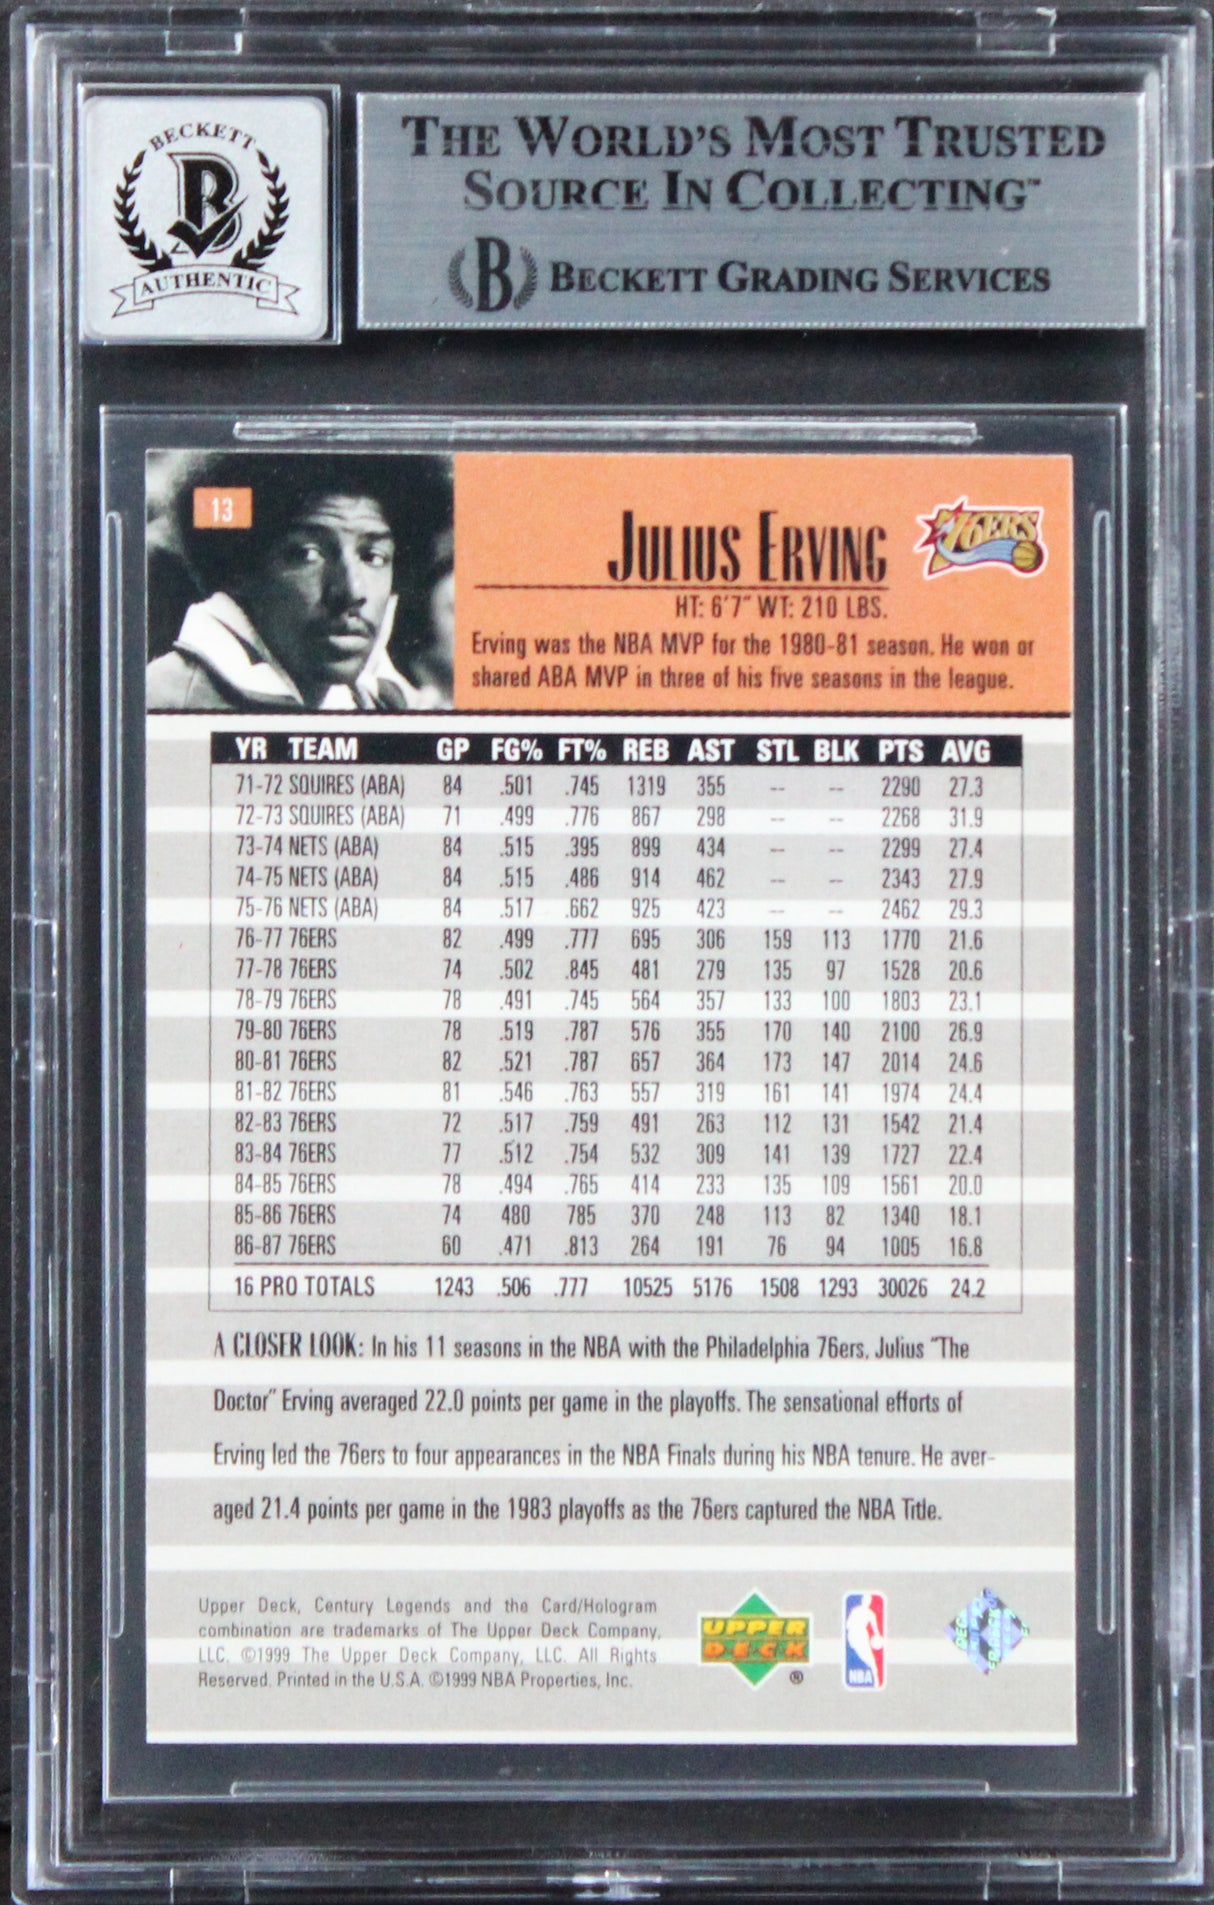 BECKETT
AUTHENTIC
THE WORLD'S MOST TRUSTED
SOURCE IN COLLECTING™
B BECKETT GRADING SERVICES
13
JULIUS ERVING
76ERS
HT: 6'7" WT: 210 LBS.
Erving was the NBA MVP for the 1980-81 season. He won or
shared ABA MVP in three of his five seasons in the league.
YR TEAM GP FG% FT% REB AST STL BLK PTS AVG
71-72 SQUIRES (ABA) 84 .501 .745 1319 355 -- -- 2290 27.3
72-73 SQUIRES (ABA) 71 .499 .776 867 298 -- -- 2268 31.9
73-74 NETS (ABA) 84 .515 .395 899 434 -- -- 2299 27.4
74-75 NETS (ABA) 84 .515 .486 914 462 -- -- 2343 27.9
75-76 NETS (ABA) 84 .517 .662 925 423 -- -- 2462 29.3
76-77 76ERS 82 .499 .777 695 306 159 113 1770 21.6
77-78 76ERS 74 .502 .845 481 279 135 97 1528 20.6
78-79 76ERS 78 .491 .745 564 357 133 100 1803 23.1
79-80 76ERS 78 .519 .787 576 355 170 140 2100 26.9
80-81 76ERS 82 .521 .787 657 364 173 147 2014 24.6
81-82 76ERS 81 .546 .763 557 319 161 141 1974 24.4
82-83 76ERS 72 .517 .759 491 263 112 131 1542 21.4
83-84 76ERS 77 .512 .754 532 309 141 139 1727 22.4
84-85 76ERS 78 .494 .765 414 233 135 109 1561 20.0
85-86 76ERS 74 480 785 370 248 113 82 1340 18.1
86-87 76ERS 60 .471 .813 264 191 76 94 1005 16.8
16 PRO TOTALS 1243 .506 .777 10525 5176 1508 1293 30026 24.2
A CLOSER LOOK: In his 11 seasons in the NBA with the Philadelphia 76ers, Julius "The
Doctor" Erving averaged 22.0 points per game in the playoffs. The sensational efforts of
Erving led the 76ers to four appearances in the NBA Finals during his NBA tenure. He aver-
aged 21.4 points per game in the 1983 playoffs as the 76ers captured the NBA Title.
Upper Deck, Century Legends and the Card/Hologram
combination are trademarks of The Upper Deck Company,
LLC. ©1999 The Upper Deck Company, LLC. All Rights
Reserved. Printed in the U.S.A. ©1999 NBA Properties, Inc.
UPPER
DECK
®
NBA